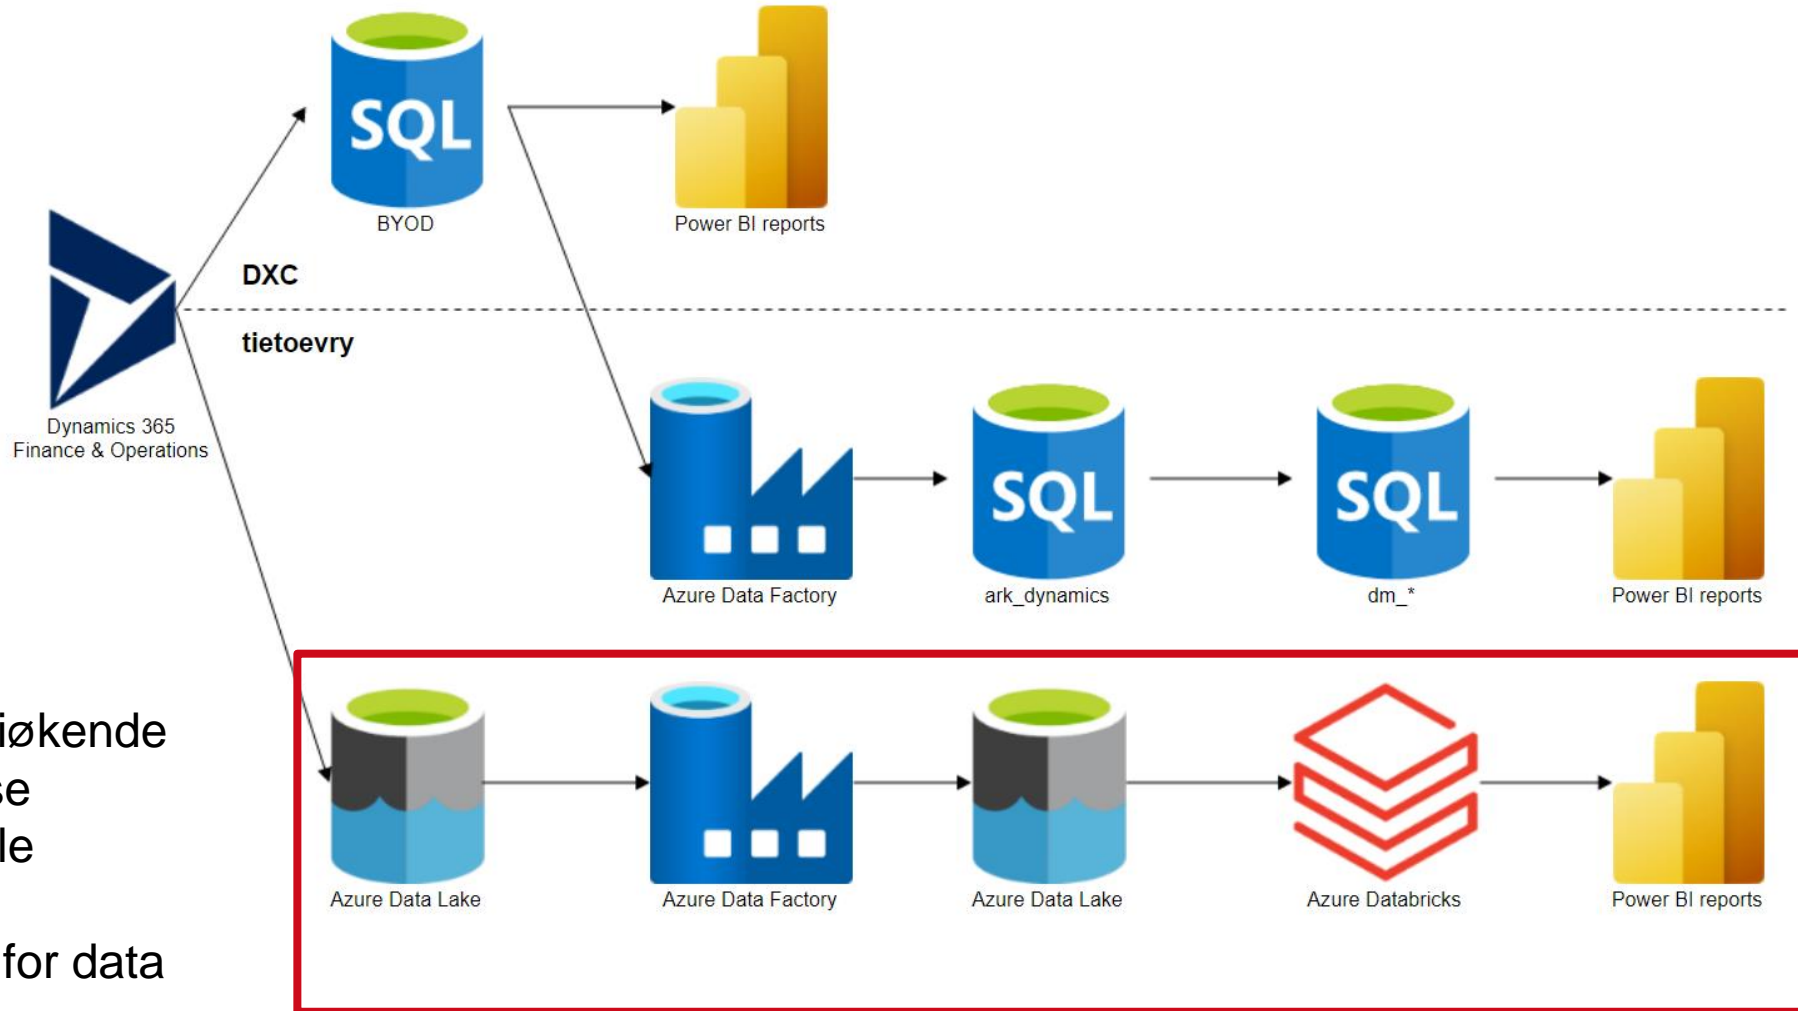 SQL
BYOD
Power BI reports
DXC
tietoevry
Dynamics 365
Finance & Operations
SQL
SQL
Azure Data Factory
ark_dynamics
dm_*
Power BI reports
iøkende
se
le
for data
Azure Data Lake
Azure Data Factory
Azure Data Lake
Azure Databricks
Power BI reports